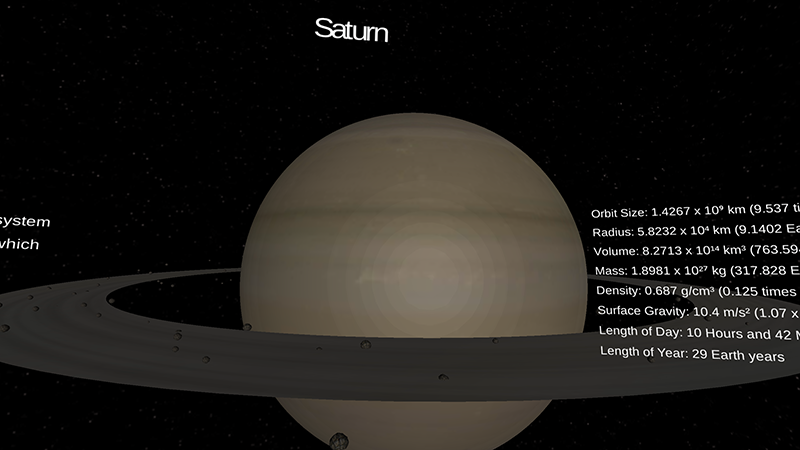 Saturn
system
which
Orbit Size: 1.4267 x 10⁹ km (9.537 ti
Radius: 5.8232 x 10⁴ km (9.1402 Ea
Volume: 8.2713 x 10¹⁴ km³ (763.594
Mass: 1.8981 x 10²⁷ kg (317.828 E
Density: 0.687 g/cm³ (0.125 times
Surface Gravity: 10.4 m/s² (1.07 x
Length of Day: 10 Hours and 42 M
Length of Year: 29 Earth years